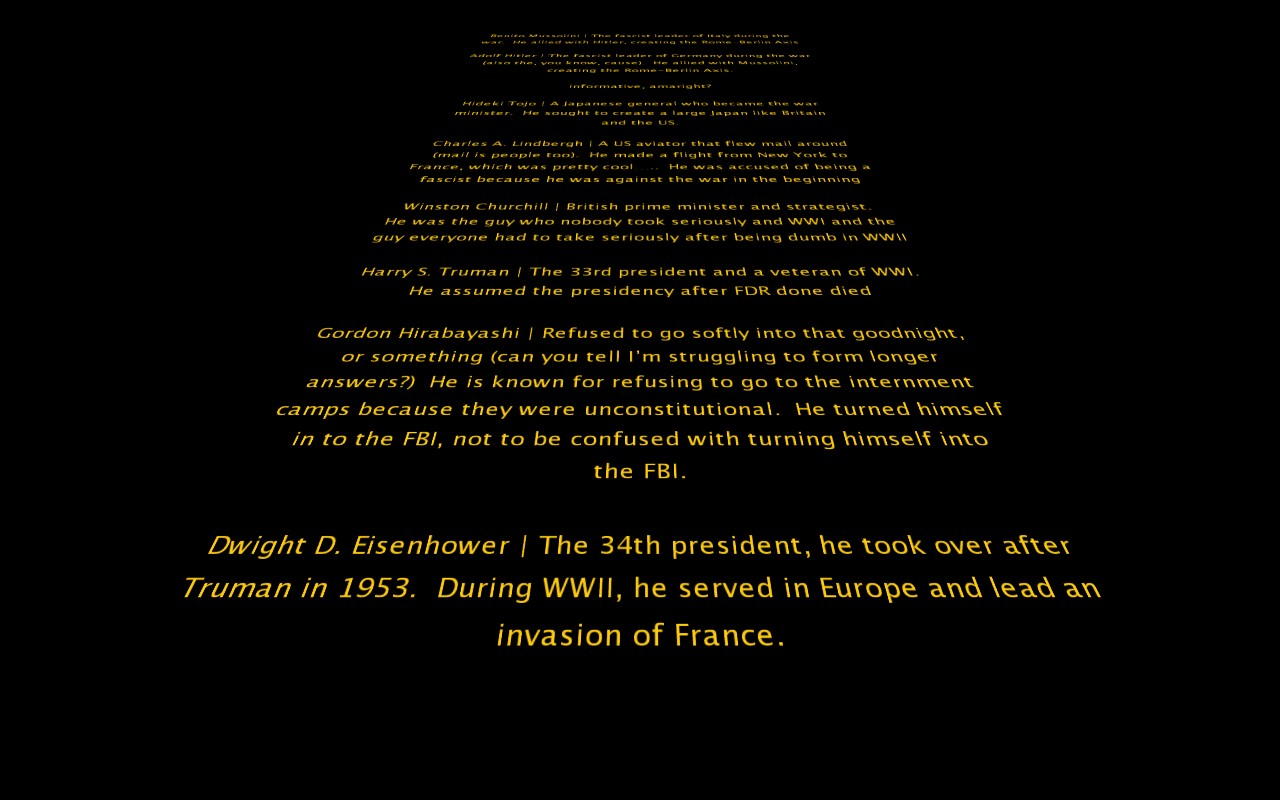 Benito Mussolini | The fascist leader of Italy during the
war. He allied with Hitler, creating the Rome-Berlin Axis
Adolf Hitler | The fascist leader of Germany during the war
(also the, you know, cause). He allied with Mussolini,
creating the Rome-Berlin Axis.
informative, amaright?
Hideki Tojo | A Japanese general who became the war
minister. He sought to create a large Japan like Britain
and the US.
Charles A. Lindbergh | A US aviator that flew mail around
(mail is people too). He made a flight from New York to
France, which was pretty cool ... He was accused of being a
fascist because he was against the war in the beginning
Winston Churchill | British prime minister and strategist.
He was the guy who nobody took seriously and WWI and the
guy everyone had to take seriously after being dumb in WWII
Harry S. Truman | The 33rd president and a veteran of WWI.
He assumed the presidency after FDR done died
Gordon Hirabayashi | Refused to go softly into that goodnight,
or something (can you tell I'm struggling to form longer
answers?) He is known for refusing to go to the internment
camps because they were unconstitutional. He turned himself
in to the FBI, not to be confused with turning himself into
the FBI.
Dwight D. Eisenhower | The 34th president, he took over after
Truman in 1953. During WWII, he served in Europe and lead an
invasion of France.